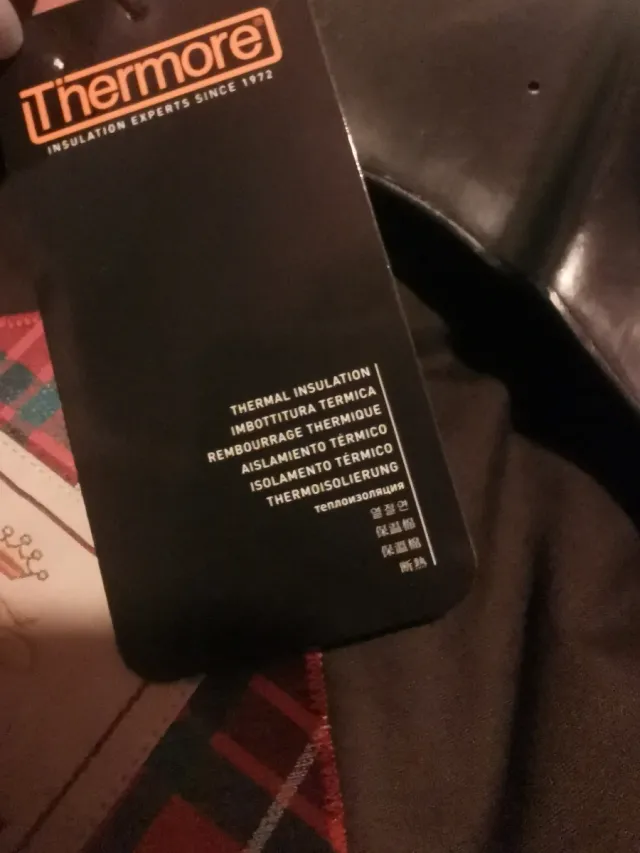 Thermore®
INSULATION EXPERTS SINCE 1972
THERMAL INSULATION
IMBOTTITURA TERMICA
REMBOURRAGE THERMIQUE
AISLAMIENTO TÉRMICO
ISOLAMENTO TÉRMICO
THERMOISOLIERUNG
теплоизоляция
열절연
保温棉
保溫棉
断熱